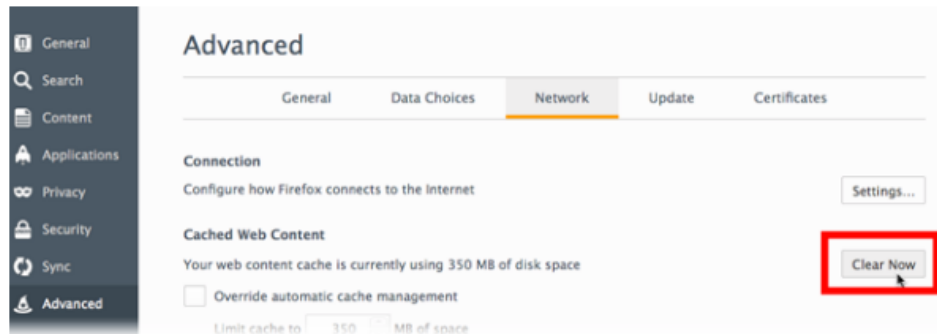 General
Search
Content
Applications
Privacy
Security
Sync
Advanced
Advanced
General Data Choices Network Update Certificates
Connection
Configure how Firefox connects to the Internet
Settings...
Cached Web Content
Your web content cache is currently using 350 MB of disk space
Clear Now
Override automatic cache management
Limit cache to 350 MB of space